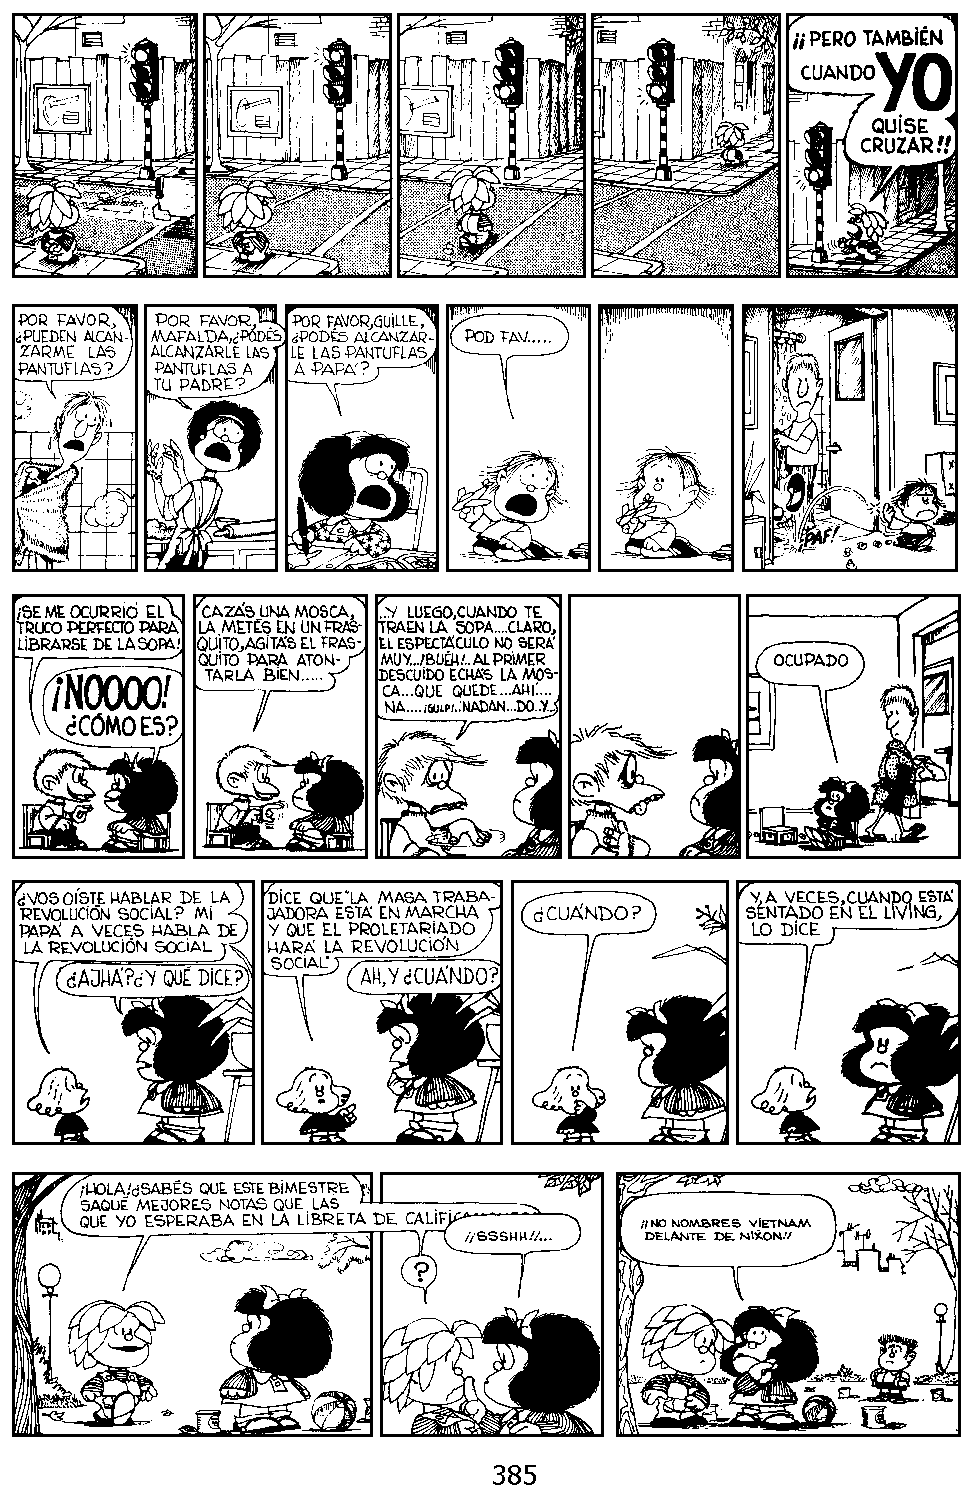 ¡¡PERO TAMBIÉN
CUANDO YO
QUISE
CRUZAR!!
POR FAVOR,
¿PUEDEN ALCAN-
ZARME LAS
PANTUFLAS?
POR FAVOR,
MAFALDA,¿PODÉS
ALCANZARLE LAS
PANTUFLAS A
TU PADRE?
POR FAVOR,GUILLE,
¿PODÉS ALCANZAR-
LE LAS PANTUFLAS
A PAPÁ?
POD FAV.....
PAF!
¡SE ME OCURRIÓ EL
TRUCO PERFECTO PARA
LIBRARSE DE LA SOPA!
¡NOOOO!
¿CÓMO ES?
CAZÁS UNA MOSCA,
LA METÉS EN UN FRAS-
QUITO,AGITÁS EL FRAS-
QUITO PARA ATON-
TARLA BIEN.....
...Y LUEGO,CUANDO TE
TRAEN LA SOPA....CLARO,
EL ESPECTÁCULO NO SERÁ
MUY...¡BUÉH!..AL PRIMER
DESCUIDO ECHÁS LA MOS-
CA...QUE QUEDE...AHÍ....
NA....¡GULP!..NADAN...DO..Y..
OCUPADO
¿VOS OÍSTE HABLAR DE LA
REVOLUCIÓN SOCIAL? MI
PAPÁ A VECES HABLA DE
LA REVOLUCIÓN SOCIAL
¿AJHÁ?¿Y QUÉ DICE?
DICE QUE"LA MASA TRABA-
JADORA ESTÁ EN MARCHA
Y QUE EL PROLETARIADO
HARÁ LA REVOLUCIÓN
SOCIAL"
AH,Y ¿CUÁNDO?
¿CUÁNDO?
Y,A VECES,CUANDO ESTÁ
SENTADO EN EL LIVING,
LO DICE
¡HOLA!¿SABÉS QUE ESTE BIMESTRE
SAQUÉ MEJORES NOTAS QUE LAS
QUE YO ESPERABA EN LA LIBRETA DE
?
¡¡SSSHH!!...
¡¡NO NOMBRES VIETNAM
DELANTE DE NIXON!!
385